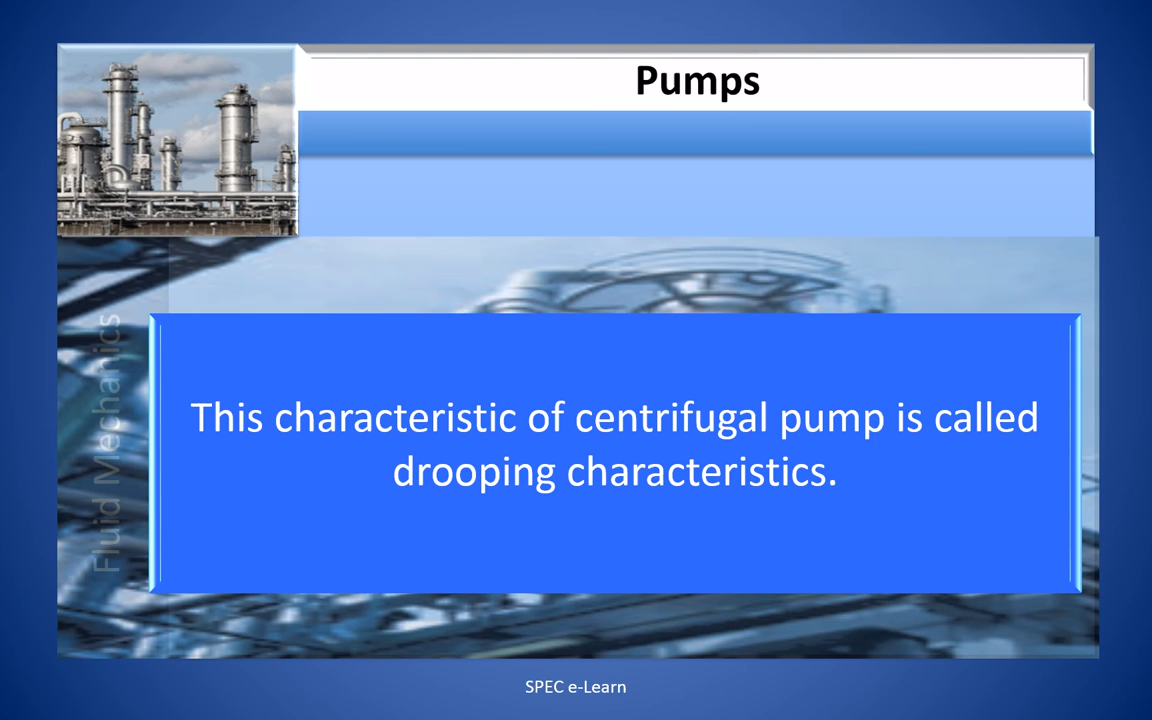 Pumps
Fluid Mechanics
This characteristic of centrifugal pump is called
drooping characteristics.
SPEC e-Learn